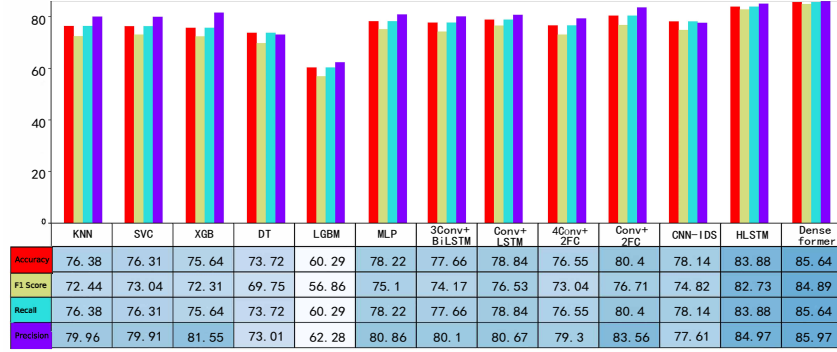 80
60
40
20
0
KNN SVC XGB DT LGBM MLP 3Conv+ BiLSTM Conv+ LSTM 4Conv+ 2FC Conv+ 2FC CNN-IDS HLSTM Dense former
Accuracy 76.38 76.31 75.64 73.72 60.29 78.22 77.66 78.84 76.55 80.4 78.14 83.88 85.64
F1 Score 72.44 73.04 72.31 69.75 56.86 75.1 74.17 76.53 73.04 76.71 74.82 82.73 84.89
Recall 76.38 76.31 75.64 73.72 60.29 78.22 77.66 78.84 76.55 80.4 78.14 83.88 85.64
Precision 79.96 79.91 81.55 73.01 62.28 80.86 80.1 80.67 79.3 83.56 77.61 84.97 85.97